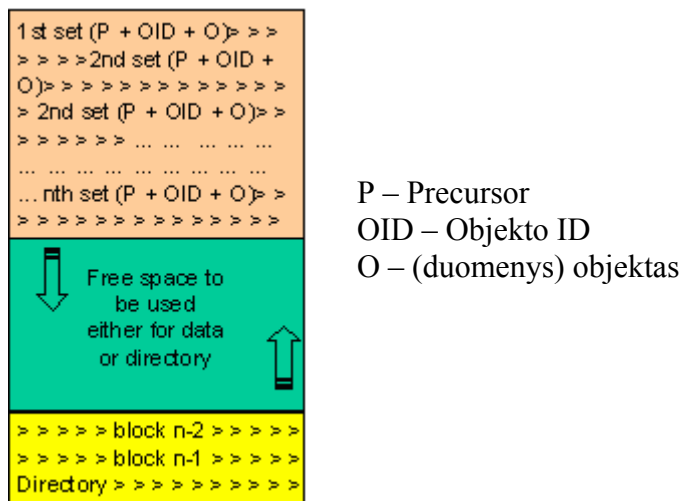 1st set (P + OID + O)> > >
> > > >2nd set (P + OID +
O)> > > > > > > > > > > > >
> 2nd set (P + OID + O)> >
> > > > > > ... ... ... ... ...
... ... ... ... ... ... ... ... ...
... nth set (P + OID + O)> >
> > > > > > > > > > > > > >
Free space to
be used
either for data
or directory
> > > > > block n-2 > > > > >
> > > > > block n-1 > > > > >
Directory > > > > > > > > > >
P – Precursor
OID – Objekto ID
O – (duomenys) objektas